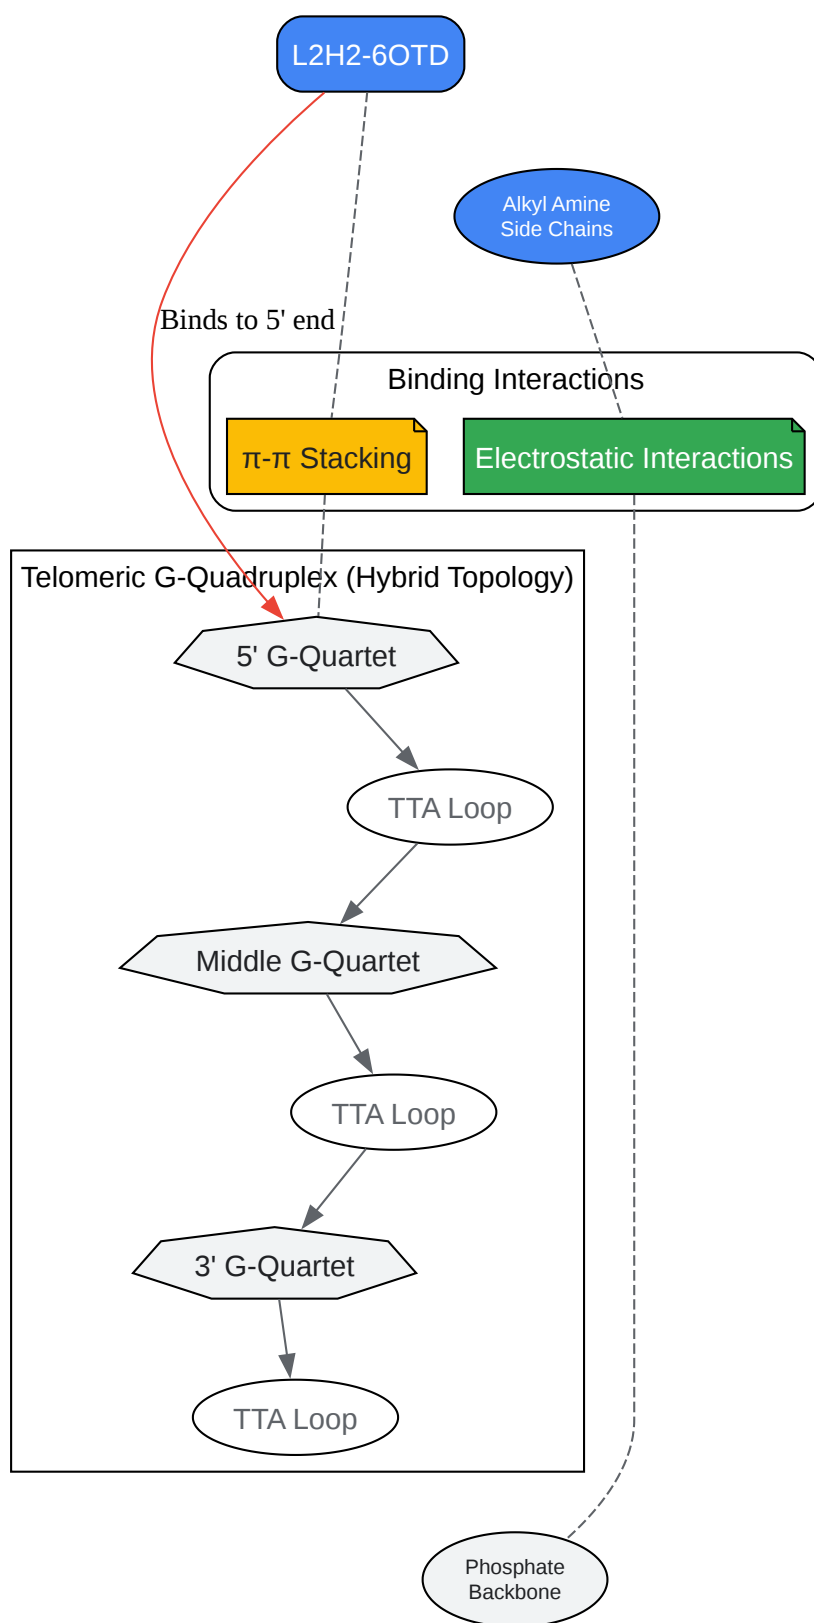 L2H2-6OTD
Alkyl Amine
Side Chains
Binds to 5' end
Binding Interactions
π-π Stacking
Electrostatic Interactions
Telomeric G-Quadruplex (Hybrid Topology)
5' G-Quartet
TTA Loop
Middle G-Quartet
TTA Loop
3' G-Quartet
TTA Loop
Phosphate
Backbone